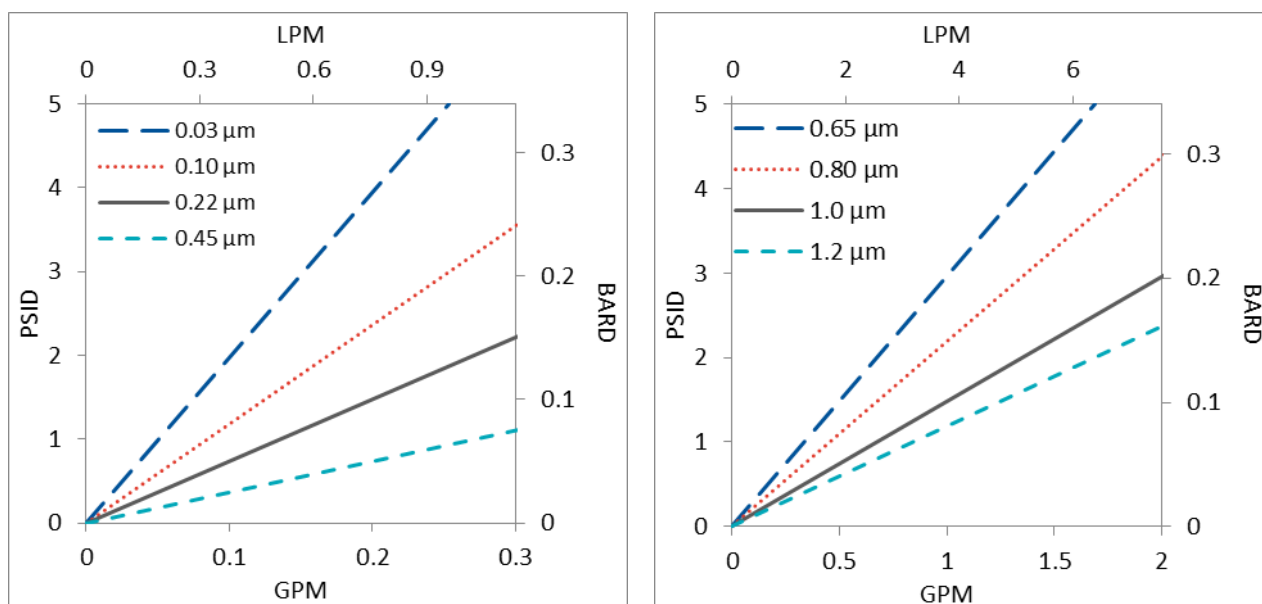 LPM
0 0.3 0.6 0.9
5
4
3
2
1
0
PSID
0.03 µm
0.10 µm
0.22 µm
0.45 µm
0.3
0.2
0.1
0
BARD
0 0.1 0.2 0.3
GPM
LPM
0 2 4 6
5
4
3
2
1
0
PSID
0.65 µm
0.80 µm
1.0 µm
1.2 µm
0.3
0.2
0.1
0
BARD
0 0.5 1 1.5 2
GPM